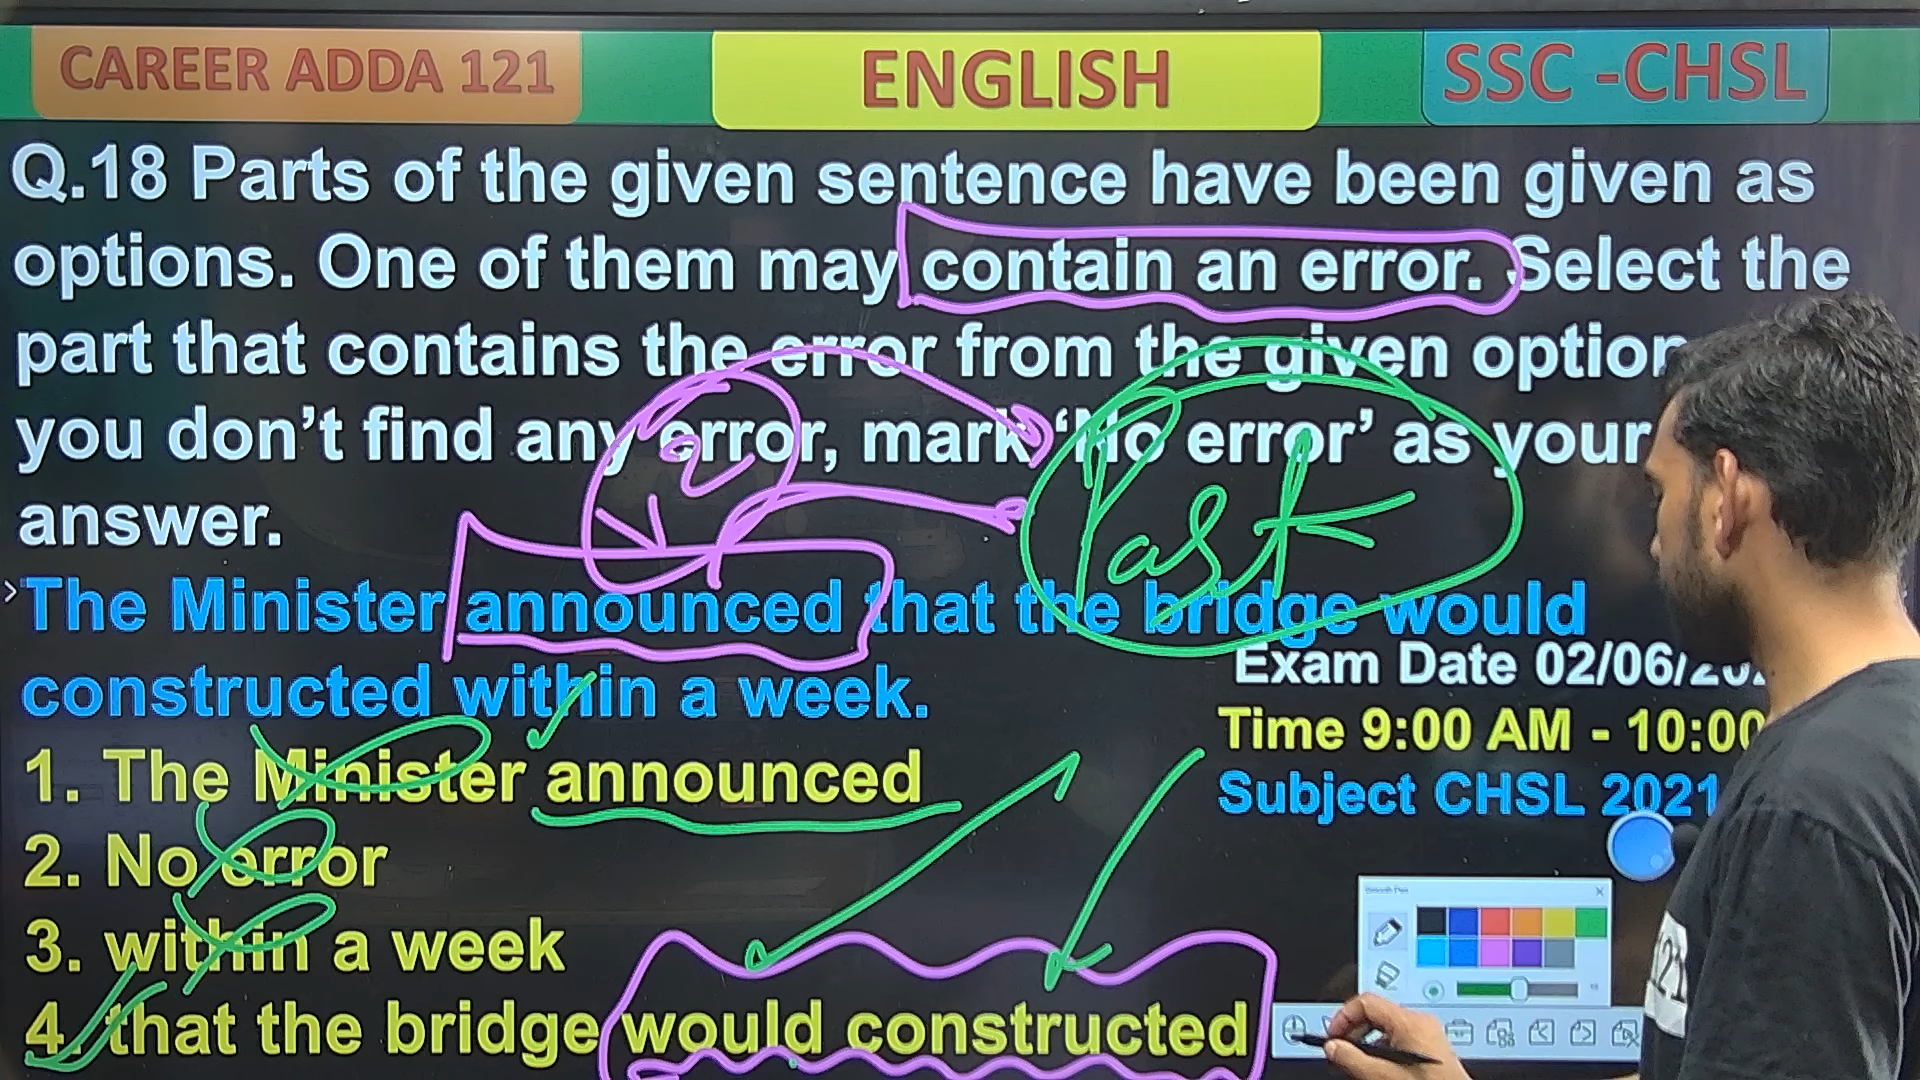 CAREER ADDA 121
ENGLISH
SSC -CHSL
Q.18 Parts of the given sentence have been given as
options. One of them may contain an error. Select the
part that contains the error from the given option
you don’t find any error, mark ‘No error’ as your
answer.
V2
Past
The Minister announced that the bridge would
constructed within a week.
Exam Date 02/06/
Time 9:00 AM - 10:00
Subject CHSL 2021
1. The Minister announced
2. No error
3. within a week
4. that the bridge would constructed